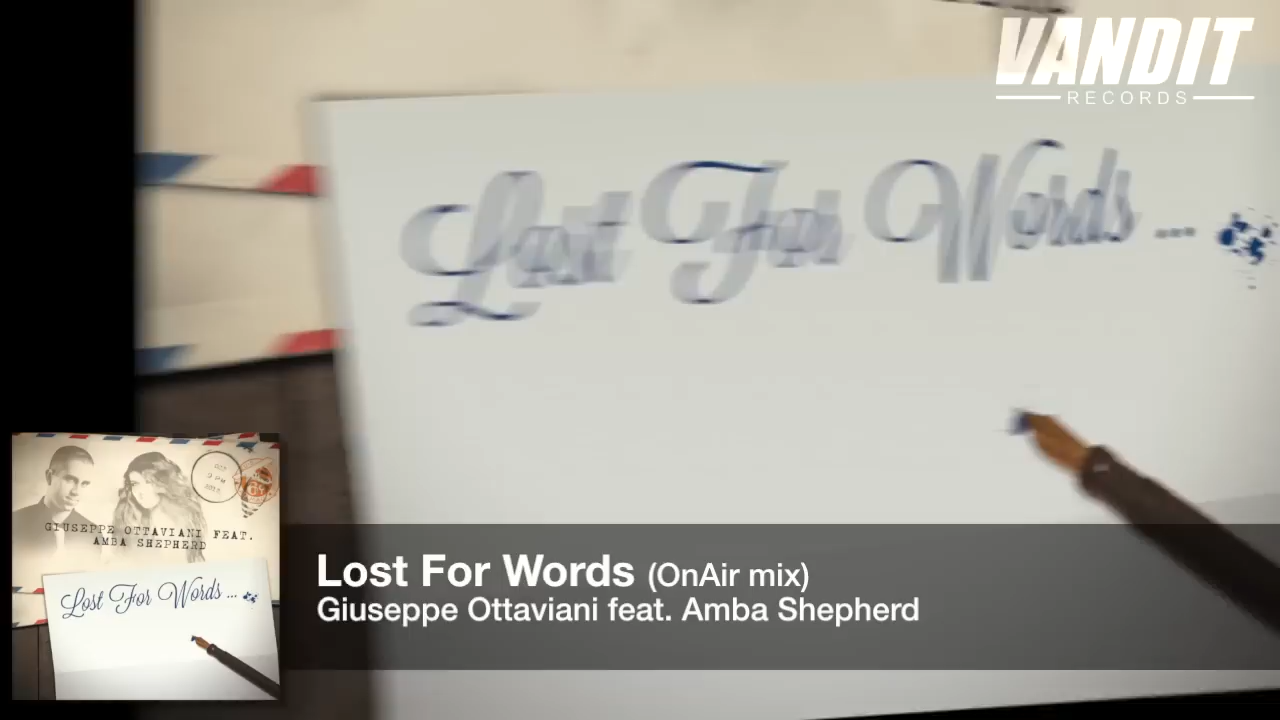 VANDIT
RECORDS
Lost For Words ...
GIUSEPPE OTTAVIANI FEAT.
AMBA SHEPHERD
Lost For Words ...
Lost For Words (OnAir mix)
Giuseppe Ottaviani feat. Amba Shepherd